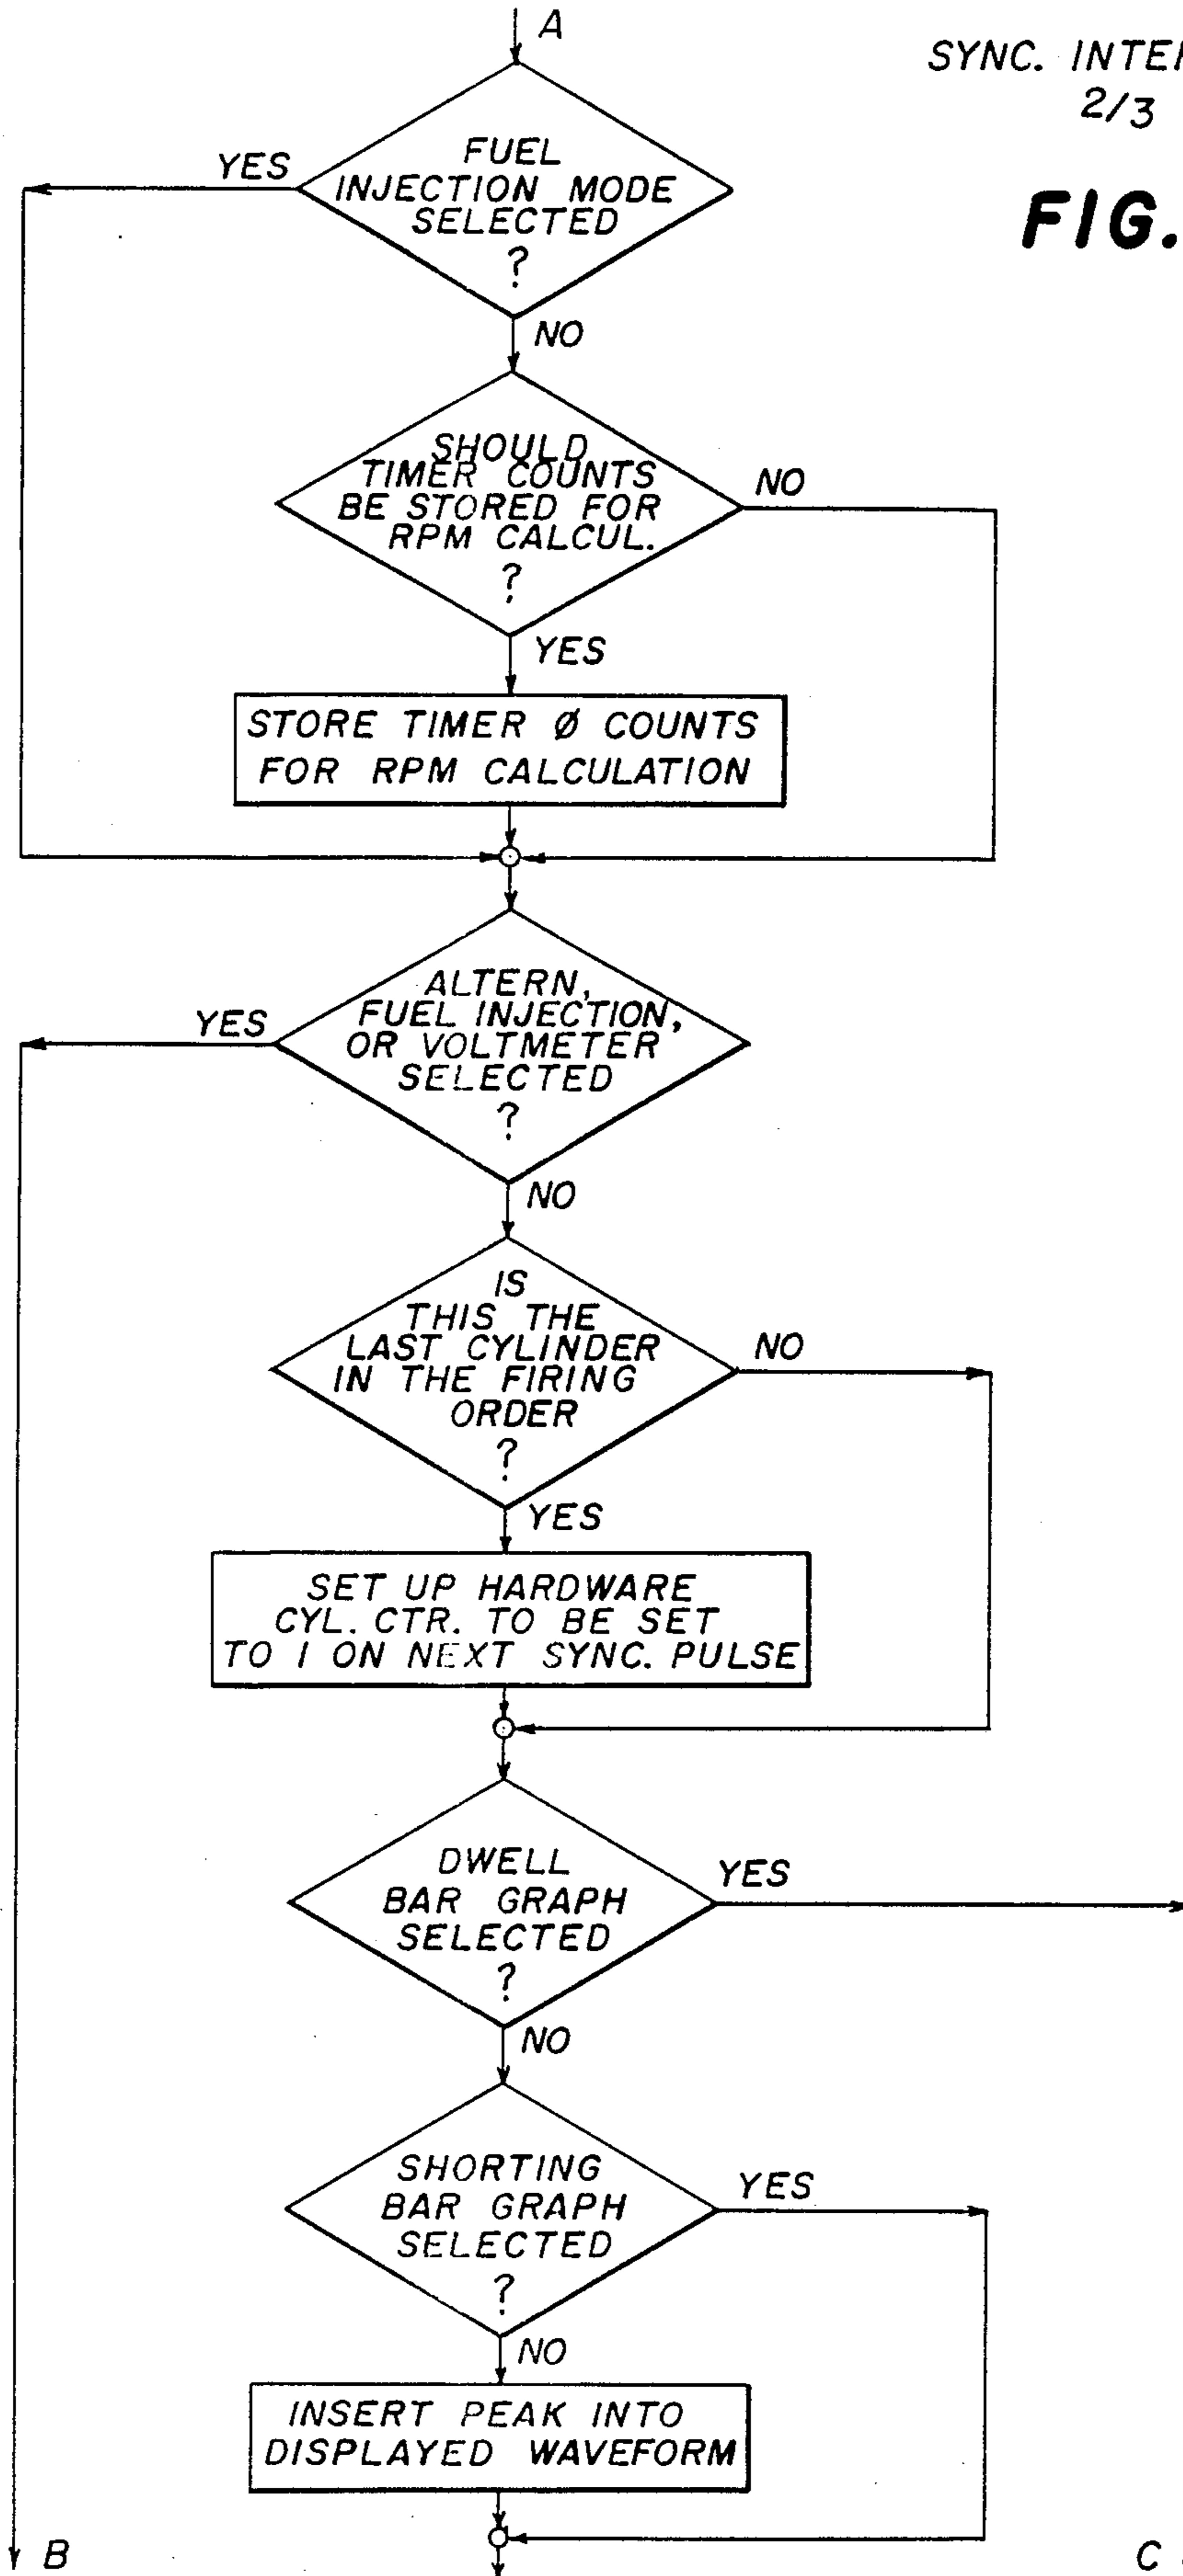 A
SYNC. INTE
2/3
FIG.
FUEL
INJECTION MODE
SELECTED
?
YES
NO
SHOULD
TIMER COUNTS
BE STORED FOR
RPM CALCUL.
?
NO
YES
STORE TIMER Ø COUNTS
FOR RPM CALCULATION
ALTERN,
FUEL INJECTION,
OR VOLTMETER
SELECTED
?
YES
NO
IS
THIS THE
LAST CYLINDER
IN THE FIRING
ORDER
?
NO
YES
SET UP HARDWARE
CYL. CTR. TO BE SET
TO 1 ON NEXT SYNC. PULSE
DWELL
BAR GRAPH
SELECTED
?
YES
NO
SHORTING
BAR GRAPH
SELECTED
?
YES
NO
INSERT PEAK INTO
DISPLAYED WAVEFORM
B
C